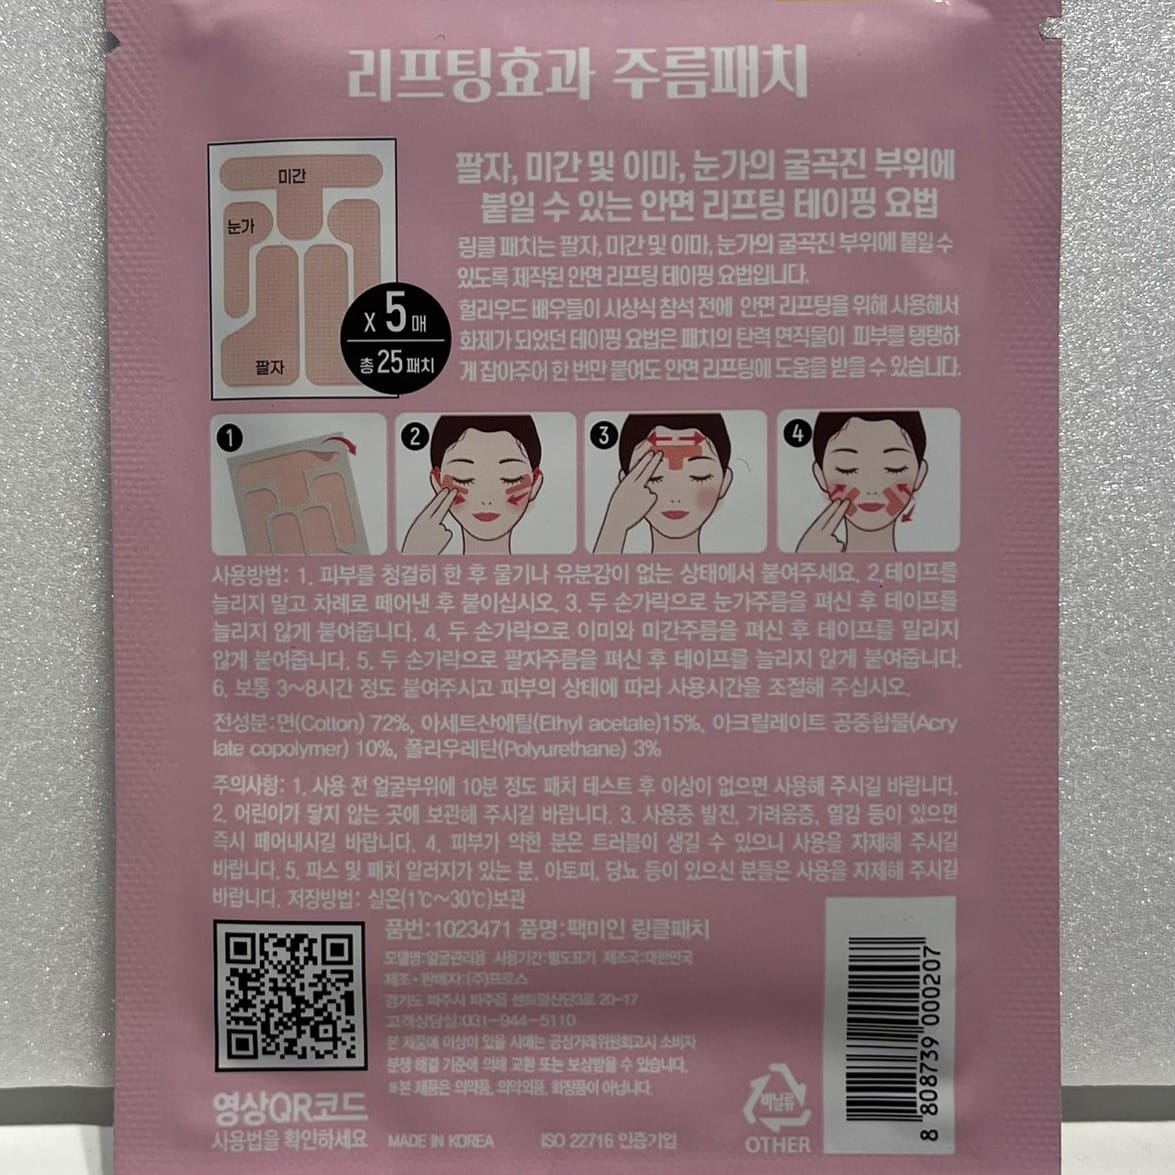 리프팅효과 주름패치
미간
눈가
팔자
x 5 매
총 25 패치
팔자, 미간 및 이마, 눈가의 굴곡진 부위에
붙일 수 있는 안면 리프팅 테이핑 요법
링클 패치는 팔자, 미간 및 이마, 눈가의 굴곡진 부위에 붙일 수
있도록 제작된 안면 리프팅 테이핑 요법입니다.
헐리우드 배우들이 시상식 참석 전에 안면 리프팅을 위해 사용해서
화제가 되었던 테이핑 요법은 패치의 탄력 면직물이 피부를 탱탱하
게 잡아주어 한 번만 붙여도 안면 리프팅에 도움을 받을 수 있습니다.
1
2
3
4
사용방법: 1. 피부를 청결히 한 후 물기나 유분감이 없는 상태에서 붙여주세요. 2.테이프를
늘리지 말고 차례로 떼어낸 후 붙이십시오. 3. 두 손가락으로 눈가주름을 펴신 후 테이프를
늘리지 않게 붙여줍니다. 4. 두 손가락으로 이미와 미간주름을 펴신 후 테이프를 밀리지
않게 붙여줍니다. 5. 두 손가락으로 팔자주름을 펴신 후 테이프를 늘리지 않게 붙여줍니다.
6. 보통 3~8시간 정도 붙여주시고 피부의 상태에 따라 사용시간을 조절해 주십시오.
전성분:면(Cotton) 72%, 아세트산에틸(Ethyl acetate)15%, 아크릴레이트 공중합물(Acry
late copolymer) 10%, 폴리우레탄(Polyurethane) 3%
주의사항: 1. 사용 전 얼굴부위에 10분 정도 패치 테스트 후 이상이 없으면 사용해 주시길 바랍니다.
2. 어린이가 닿지 않는 곳에 보관해 주시길 바랍니다. 3. 사용중 발진, 가려움증, 열감 등이 있으면
즉시 떼어내시길 바랍니다. 4. 피부가 약한 분은 트러블이 생길 수 있으니 사용을 자제해 주시길
바랍니다. 5. 파스 및 패치 알러지가 있는 분, 아토피, 당뇨 등이 있으신 분들은 사용을 자제해 주시길
바랍니다. 저장방법: 실온(1℃~30℃)보관
품번:1023471 품명:팩미인 링클패치
모델명:얼굴관리용 사용기간:별도표기 제조국:대한민국
제조・판매자:(주)프로스
경기도 파주시 파주읍 센트럴산단3로 20-17
고객상담실:031-944-5110
본 제품에 이상이 있을 시에는 공정거래위원회고시 소비자
분쟁 해결 기준에 의해 교환 또는 보상받을 수 있습니다.
※본 제품은 의약품, 의약외품, 화장품이 아닙니다.
영상QR코드
사용법을 확인하세요
MADE IN KOREA
ISO 22716 인증기업
비닐류
OTHER
8 808739 000207